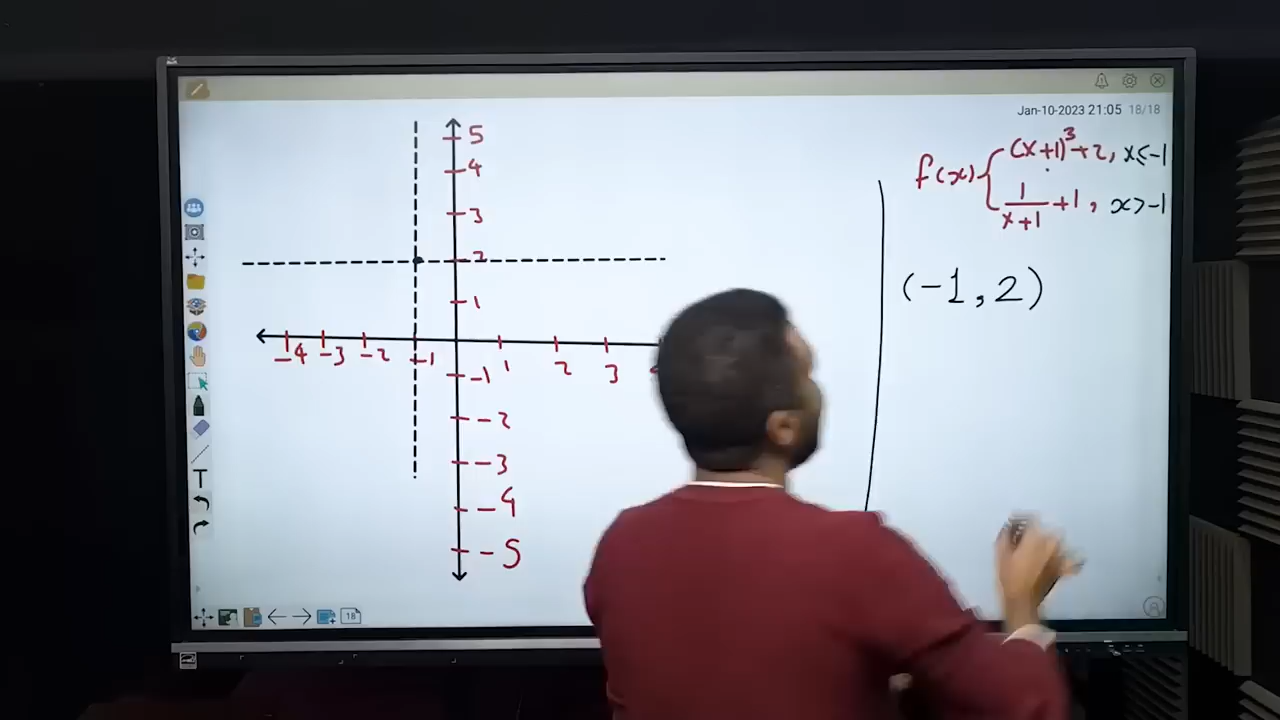 Jan-10-2023 21:05 18/18
f(x){ (x+1)³+2, x≤-1
1/(x+1) +1, x>-1
(-1,2)
5
4
3
2
1
-4 -3 -2 -1 1 2 3
-1
-2
-3
-4
-5
T
18